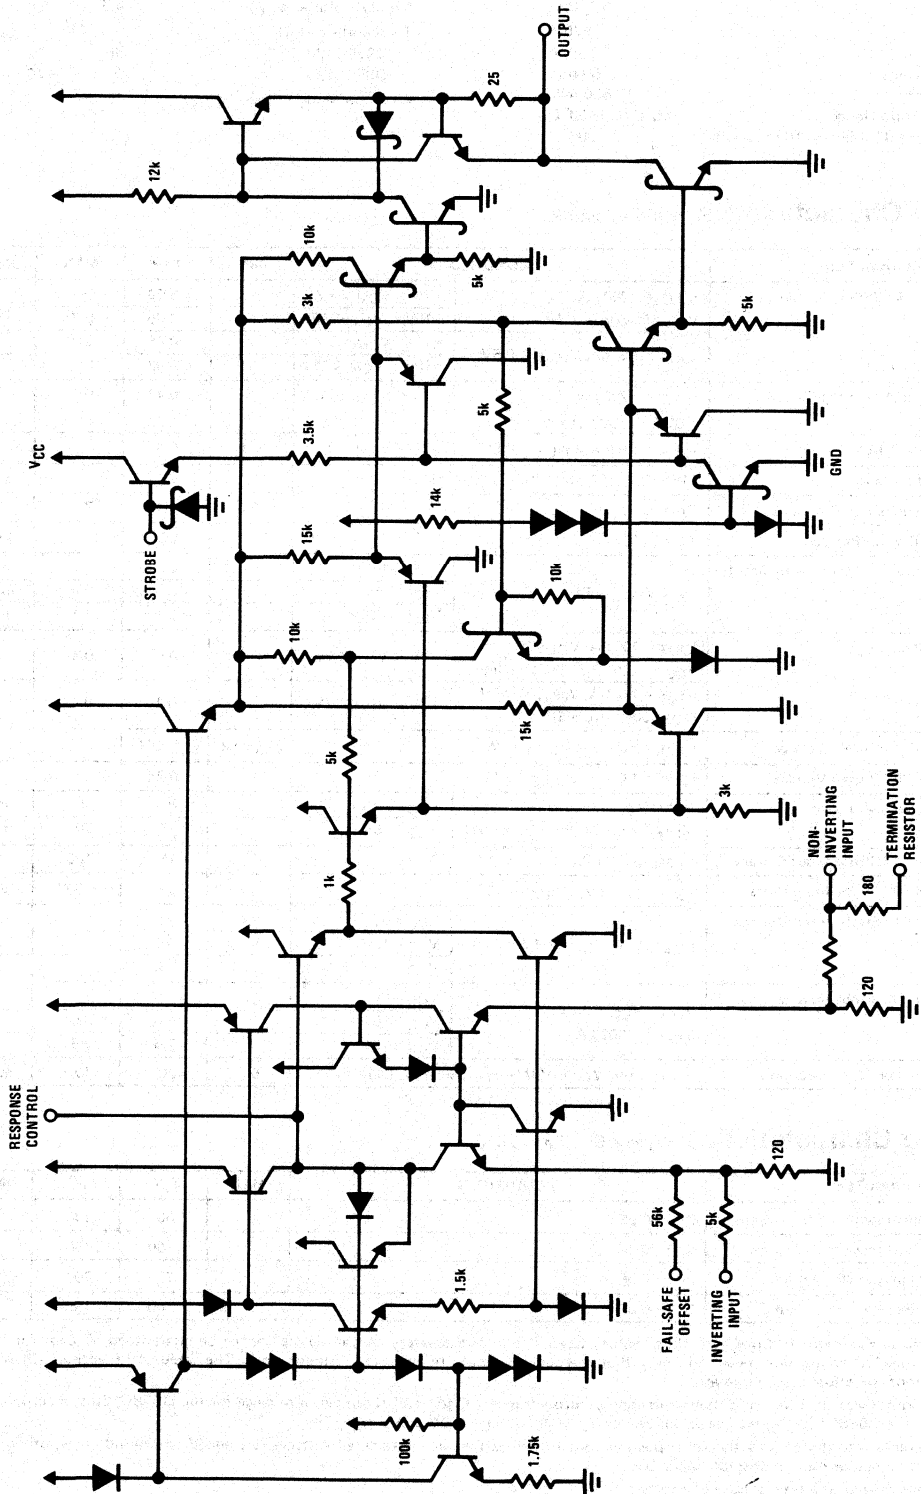 OUTPUT
25
12k
10k
5k
3k
5k
5k
3.5k
VCC
GND
14k
STROBE
15k
10k
10k
15k
5k
3k
1k
NON-
INVERTING
INPUT
TERMINATION
RESISTOR
180
120
RESPONSE
CONTROL
120
56k
5k
FAIL-SAFE
OFFSET
INVERTING
INPUT
1.5k
100k
1.75k